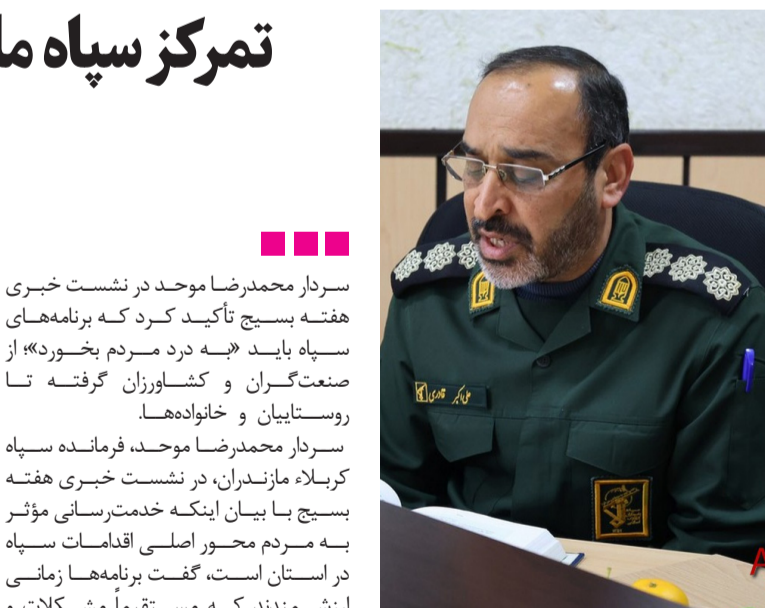 تمرکز سپاه
سردار محمدرضا موحد در نشست خبری
هفته بسیج تأکید کرد که برنامه‌های
سپاه باید «به درد مردم بخورد»؛ از
صنعت‌گران و کشاورزان گرفته تا
روستاییان و خانواده‌ها.
سردار محمدرضا موحد، فرمانده سپاه
کربلاء مازندران، در نشست خبری هفته
بسیج با بیان اینکه خدمت‌رسانی مؤثر
به مردم محور اصلی اقدامات سپاه
در استان است، گفت برنامه‌ها زمانی
علی‌اکبر قادری
A